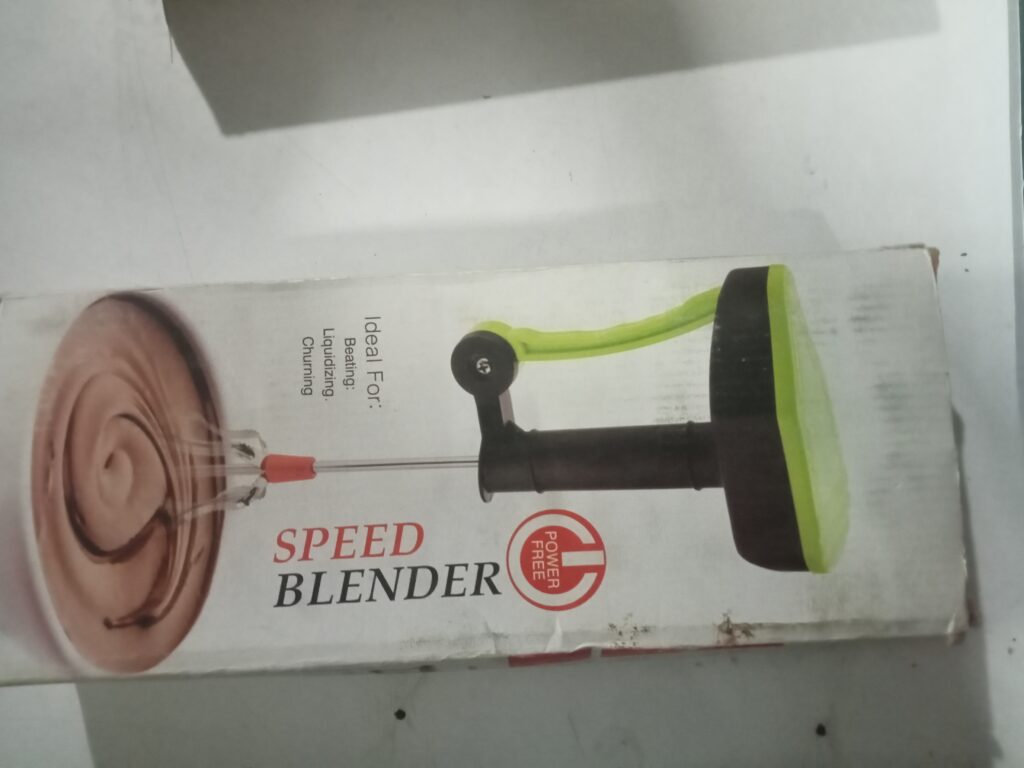 Ideal For:
Beating:
Liquidizing.
Churning
SPEED
BLENDER
POWER
FREE